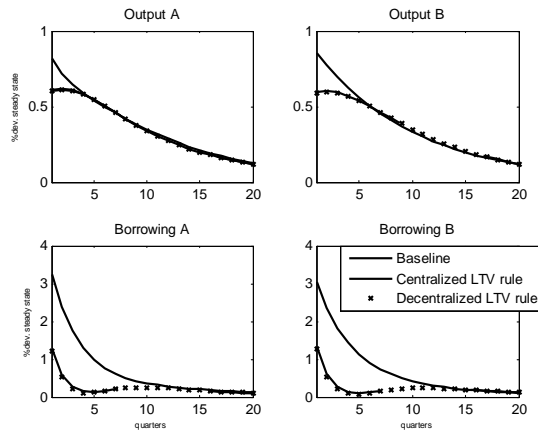 Output A
Output B
1
0.5
0
5
10
15
20
%dev. steady state
1
0.5
0
5
10
15
20
Borrowing A
Borrowing B
4
3
2
1
0
5
10
15
20
%dev. steady state
quarters
4
3
2
1
0
5
10
15
20
quarters
Baseline
Centralized LTV rule
Decentralized LTV rule